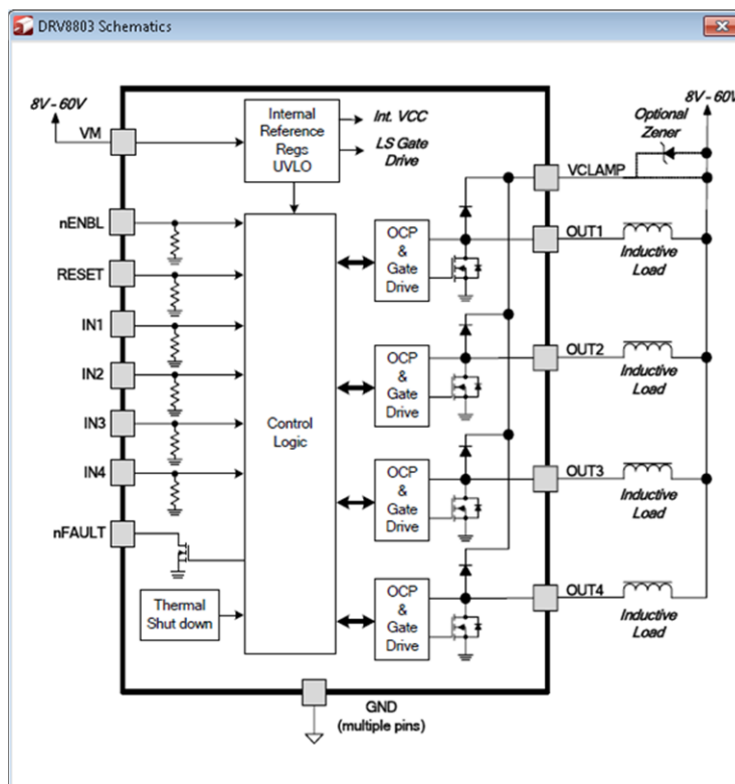 DRV8803 Schematics
8V - 60V
VM
Internal
Reference
Regs
UVLO
Int. VCC
LS Gate
Drive
Optional
Zener
8V - 60V
VCLAMP
nENBL
RESET
IN1
IN2
IN3
IN4
nFAULT
Control
Logic
Thermal
Shut down
OCP
&
Gate
Drive
OUT1
Inductive
Load
OCP
&
Gate
Drive
OUT2
Inductive
Load
OCP
&
Gate
Drive
OUT3
Inductive
Load
OCP
&
Gate
Drive
OUT4
Inductive
Load
GND
(multiple pins)